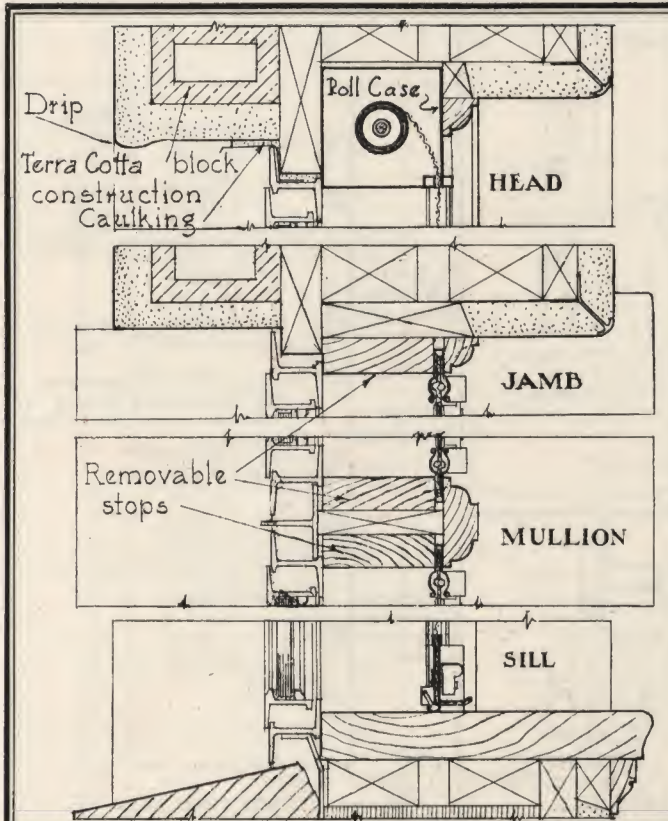 Roll Case
Drip
Terra Cotta block
construction
Caulking
HEAD
JAMB
Removable
stops
MULLION
SILL